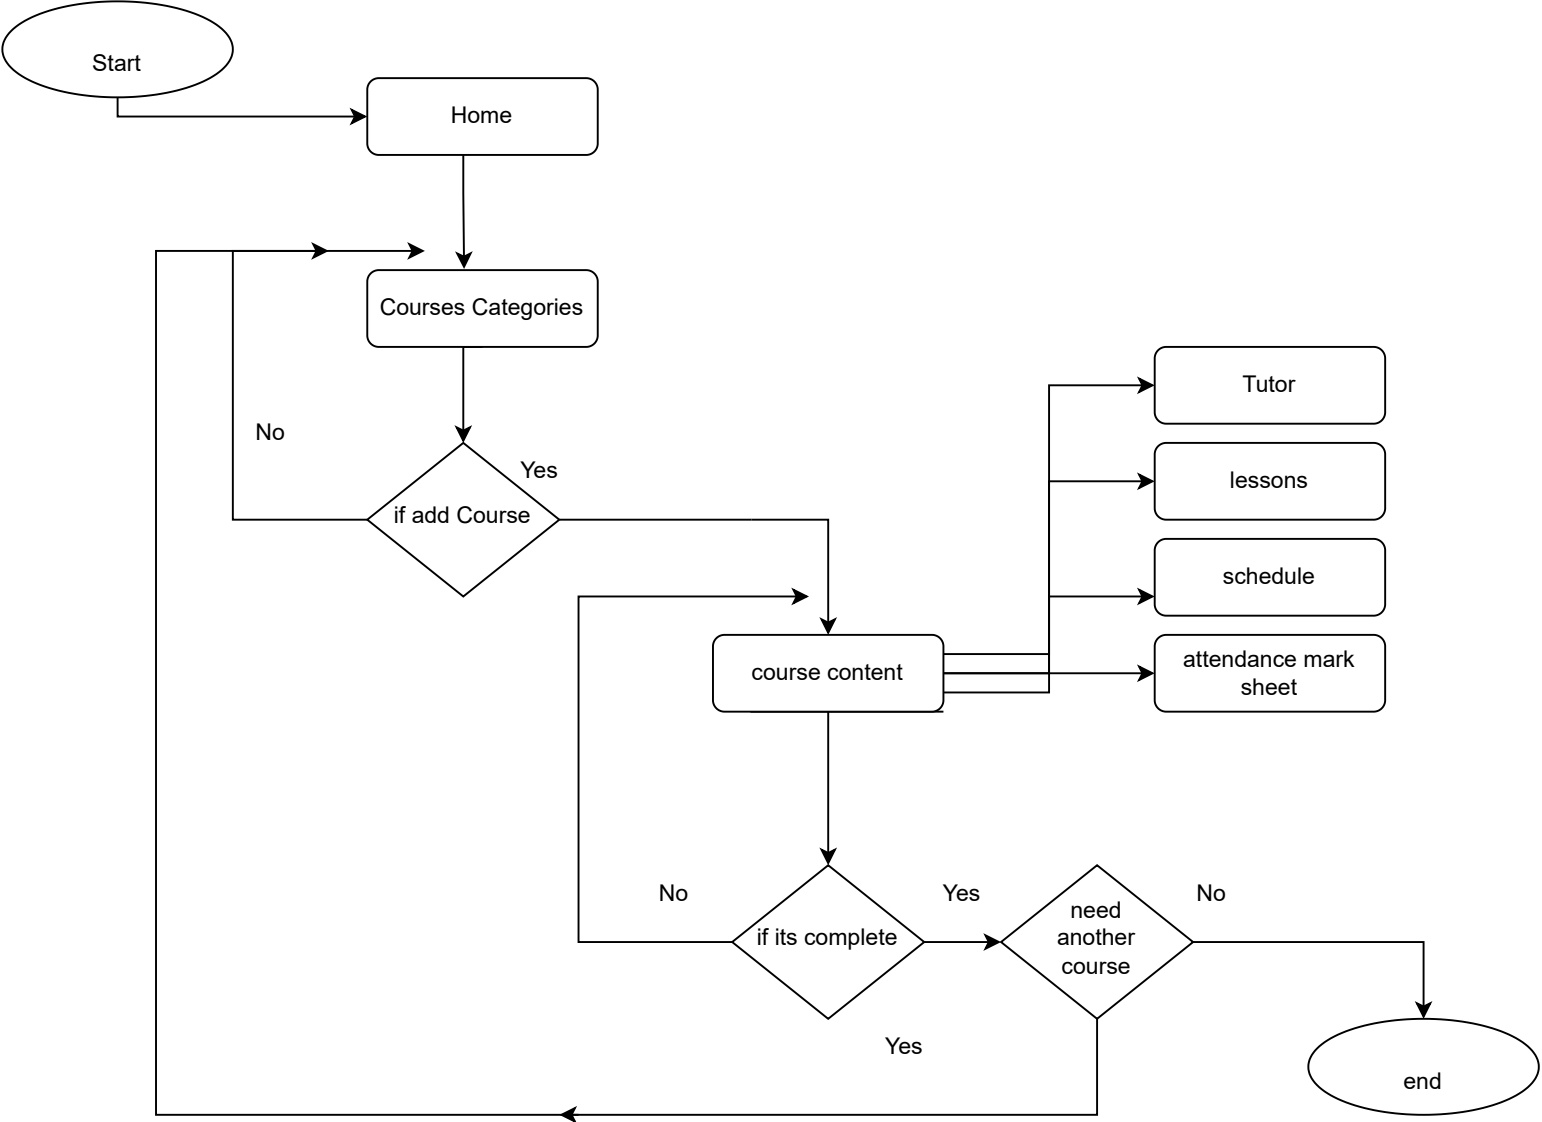 Start
Home
Courses Categories
No
Yes
if add Course
Tutor
lessons
schedule
course content
attendance mark
sheet
No
Yes
No
if its complete
need
another
course
Yes
end